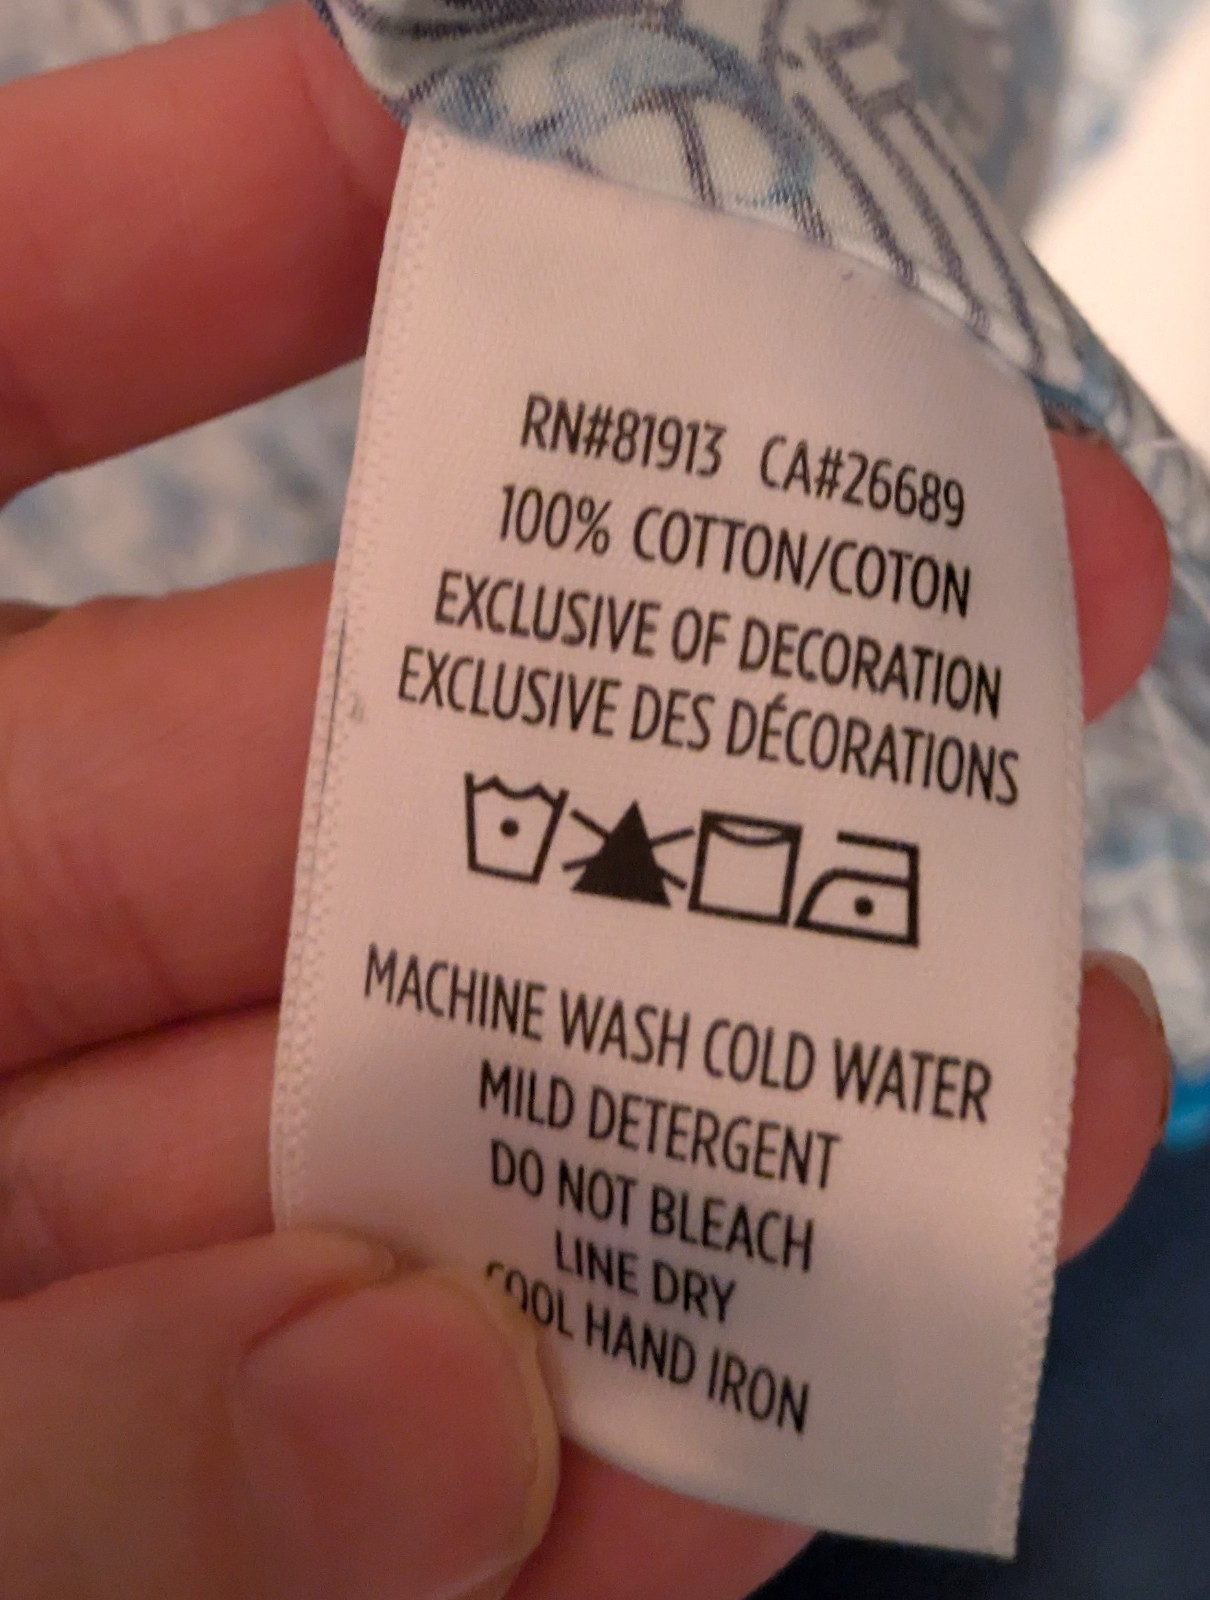 RN#81913 CA#26689
100% COTTON/COTON
EXCLUSIVE OF DECORATION
EXCLUSIVE DES DÉCORATIONS
MACHINE WASH COLD WATER
MILD DETERGENT
DO NOT BLEACH
LINE DRY
COOL HAND IRON